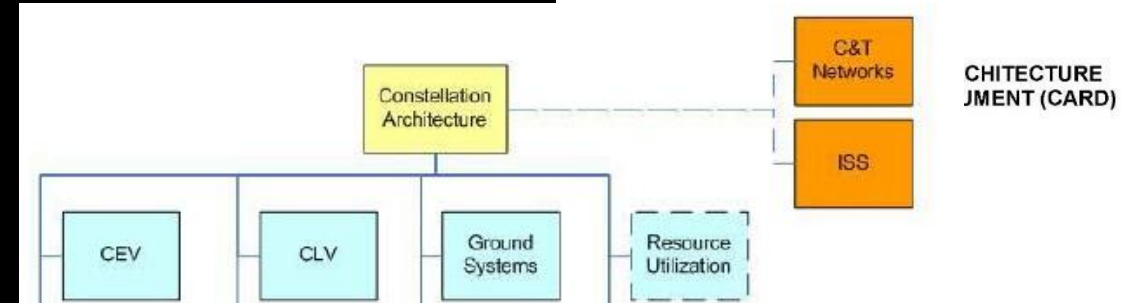 C&T
Networks
CHITECTURE
JMENT (CARD)
Constellation
Architecture
ISS
CEV
CLV
Ground
Systems
Resource
Utilization